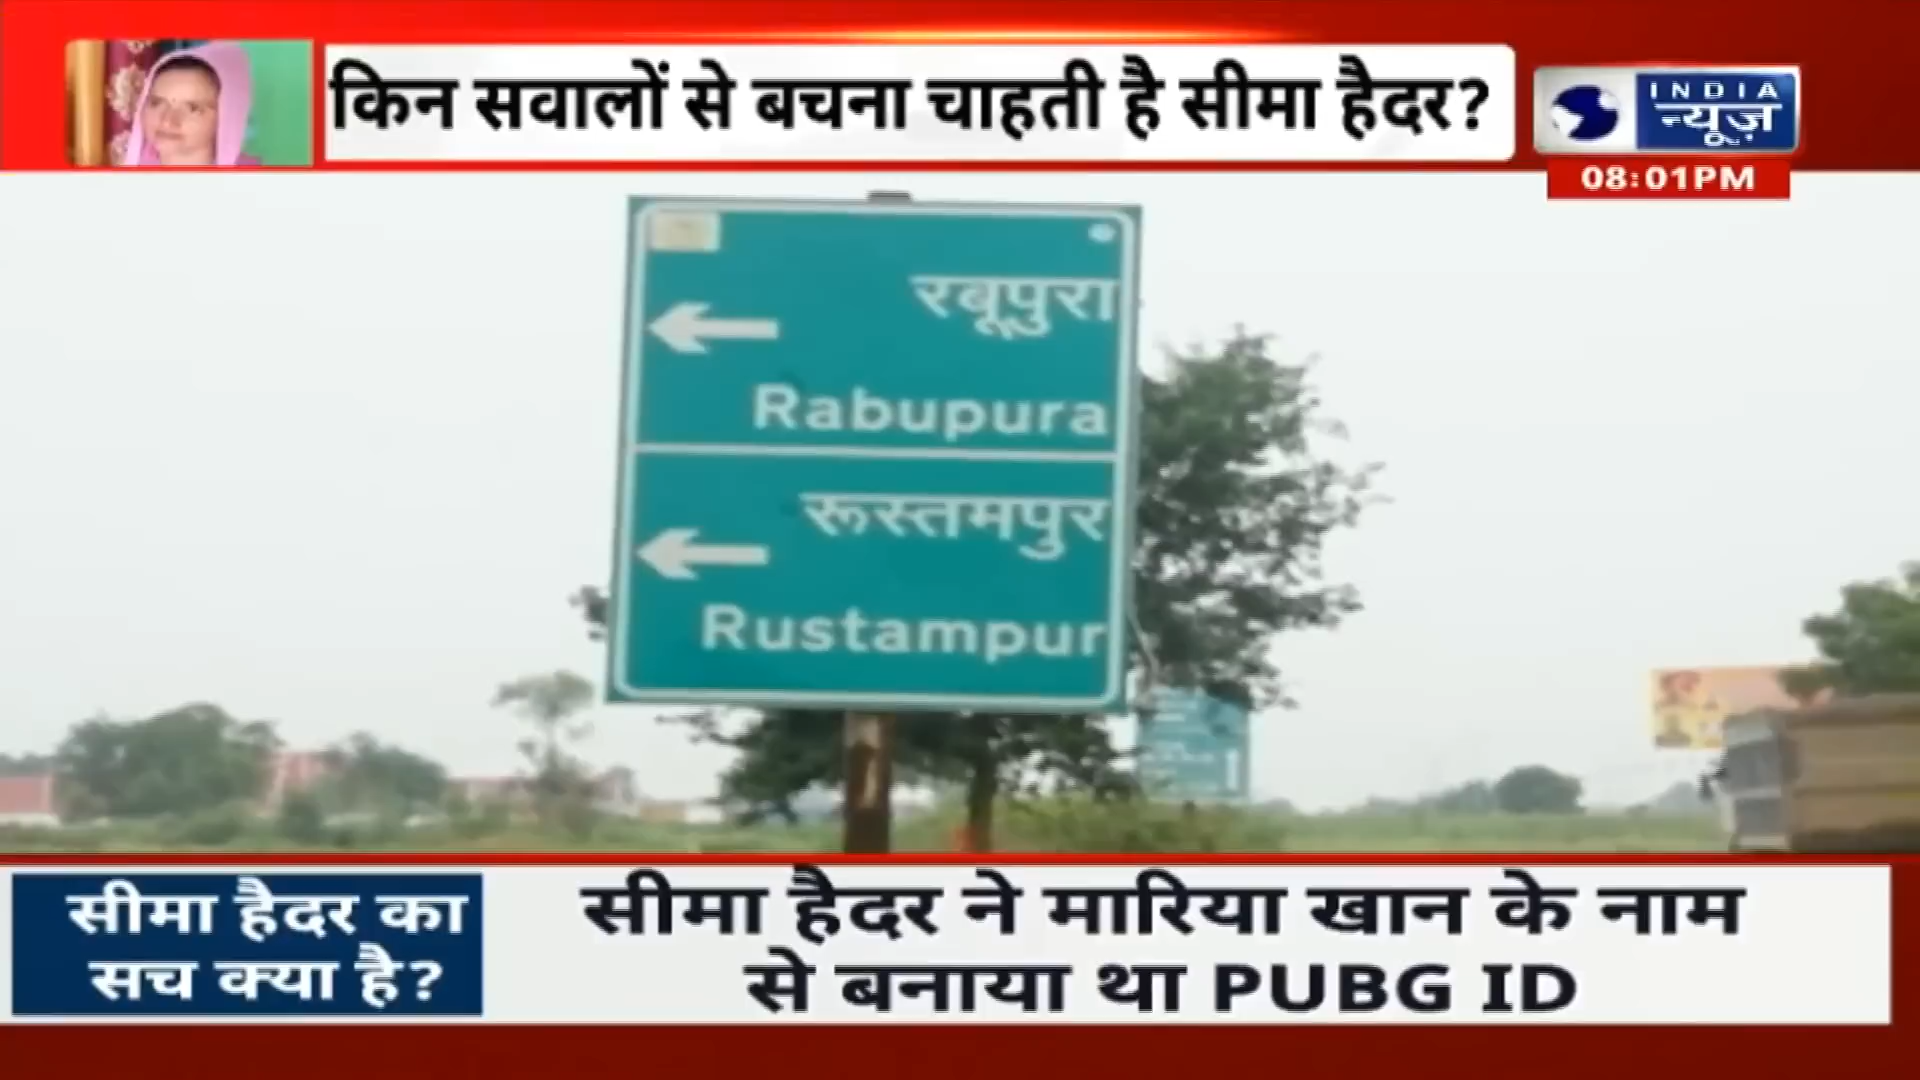 किन सवालों से बचना चाहती है सीमा हैदर?
INDIA
न्यूज़
08:01PM
रबूपुरा
Rabupura
रूस्तमपुर
Rustampur
सीमा हैदर का
सच क्या है?
सीमा हैदर ने मारिया खान के नाम
से बनाया था PUBG ID